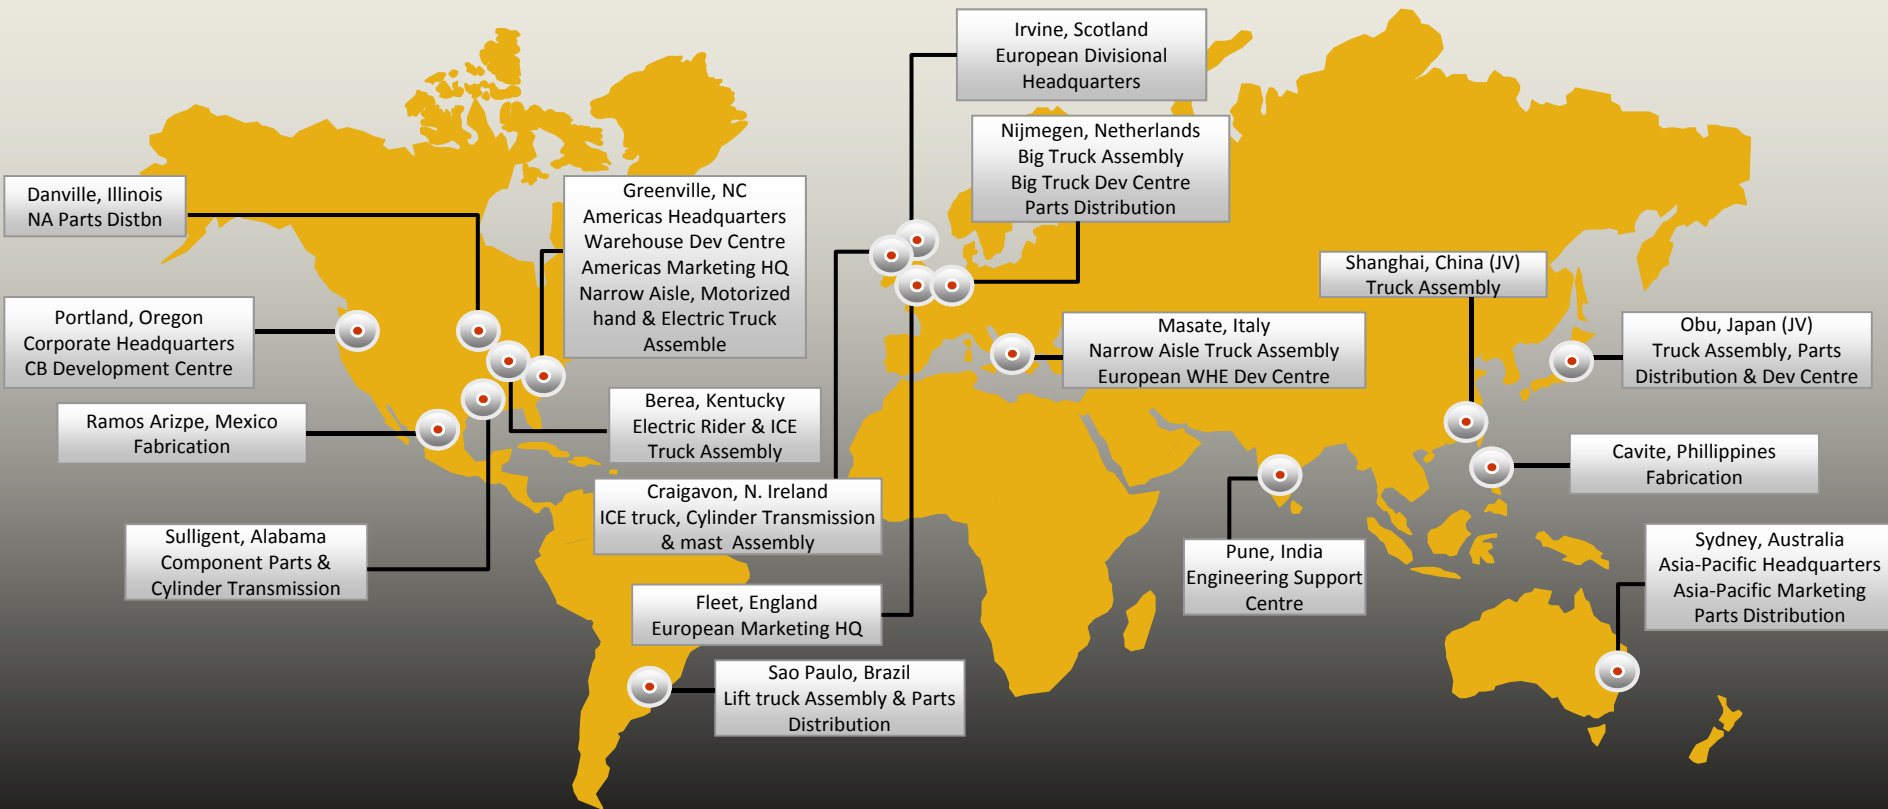 Irvine, Scotland
European Divisional
Headquarters
Nijmegen, Netherlands
Big Truck Assembly
Big Truck Dev Centre
Parts Distribution
Danville, Illinois
NA Parts Distbn
Greenville, NC
Americas Headquarters
Warehouse Dev Centre
Americas Marketing HQ
Narrow Aisle, Motorized
hand & Electric Truck
Assemble
Shanghai, China (JV)
Truck Assembly
Portland, Oregon
Corporate Headquarters
CB Development Centre
Masate, Italy
Narrow Aisle Truck Assembly
European WHE Dev Centre
Obu, Japan (JV)
Truck Assembly, Parts
Distribution & Dev Centre
Berea, Kentucky
Electric Rider & ICE
Truck Assembly
Ramos Arizpe, Mexico
Fabrication
Cavite, Phillippines
Fabrication
Craigavon, N. Ireland
ICE truck, Cylinder Transmission
& mast Assembly
Sulligent, Alabama
Component Parts &
Cylinder Transmission
Pune, India
Engineering Support
Centre
Sydney, Australia
Asia-Pacific Headquarters
Asia-Pacific Marketing
Parts Distribution
Fleet, England
European Marketing HQ
Sao Paulo, Brazil
Lift truck Assembly & Parts
Distribution